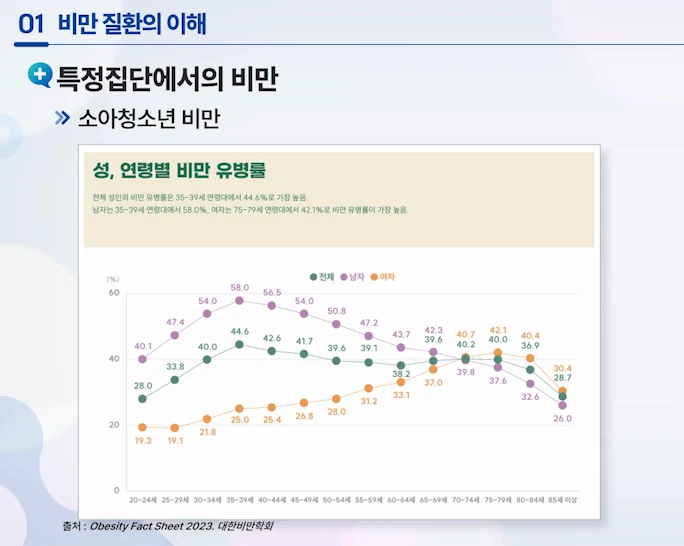 01 비만 질환의 이해
특정집단에서의 비만
소아청소년 비만
성, 연령별 비만 유병률
전체 성인의 비만 유병률은 35-39세 연령대에서 44.6%로 가장 높음.
남자는 35-39세 연령대에서 58.0%, 여자는 75-79세 연령대에서 42.1%로 비만 유병률이 가장 높음.
(%)
전체 남자 여자
60
58.0 56.5
54.0 54.0
50.8
47.4 47.2
44.6 43.7 42.3
42.6 41.7
40.1 40.0 39.6 39.1 38.2 39.6
40.7 42.1 40.4
40.2 40.0 36.9
40
39.8 37.6 32.6
33.8 37.0
28.0 31.2 33.1
30.4
28.7
26.0
25.0 25.4 26.8 28.0
20
19.3 19.1 21.8
0
20-24세 25-29세 30-34세 35-39세 40-44세 45-49세 50-54세 55-59세 60-64세 65-69세 70-74세 75-79세 80-84세 85세 이상
출처 : Obesity Fact Sheet 2023. 대한비만학회